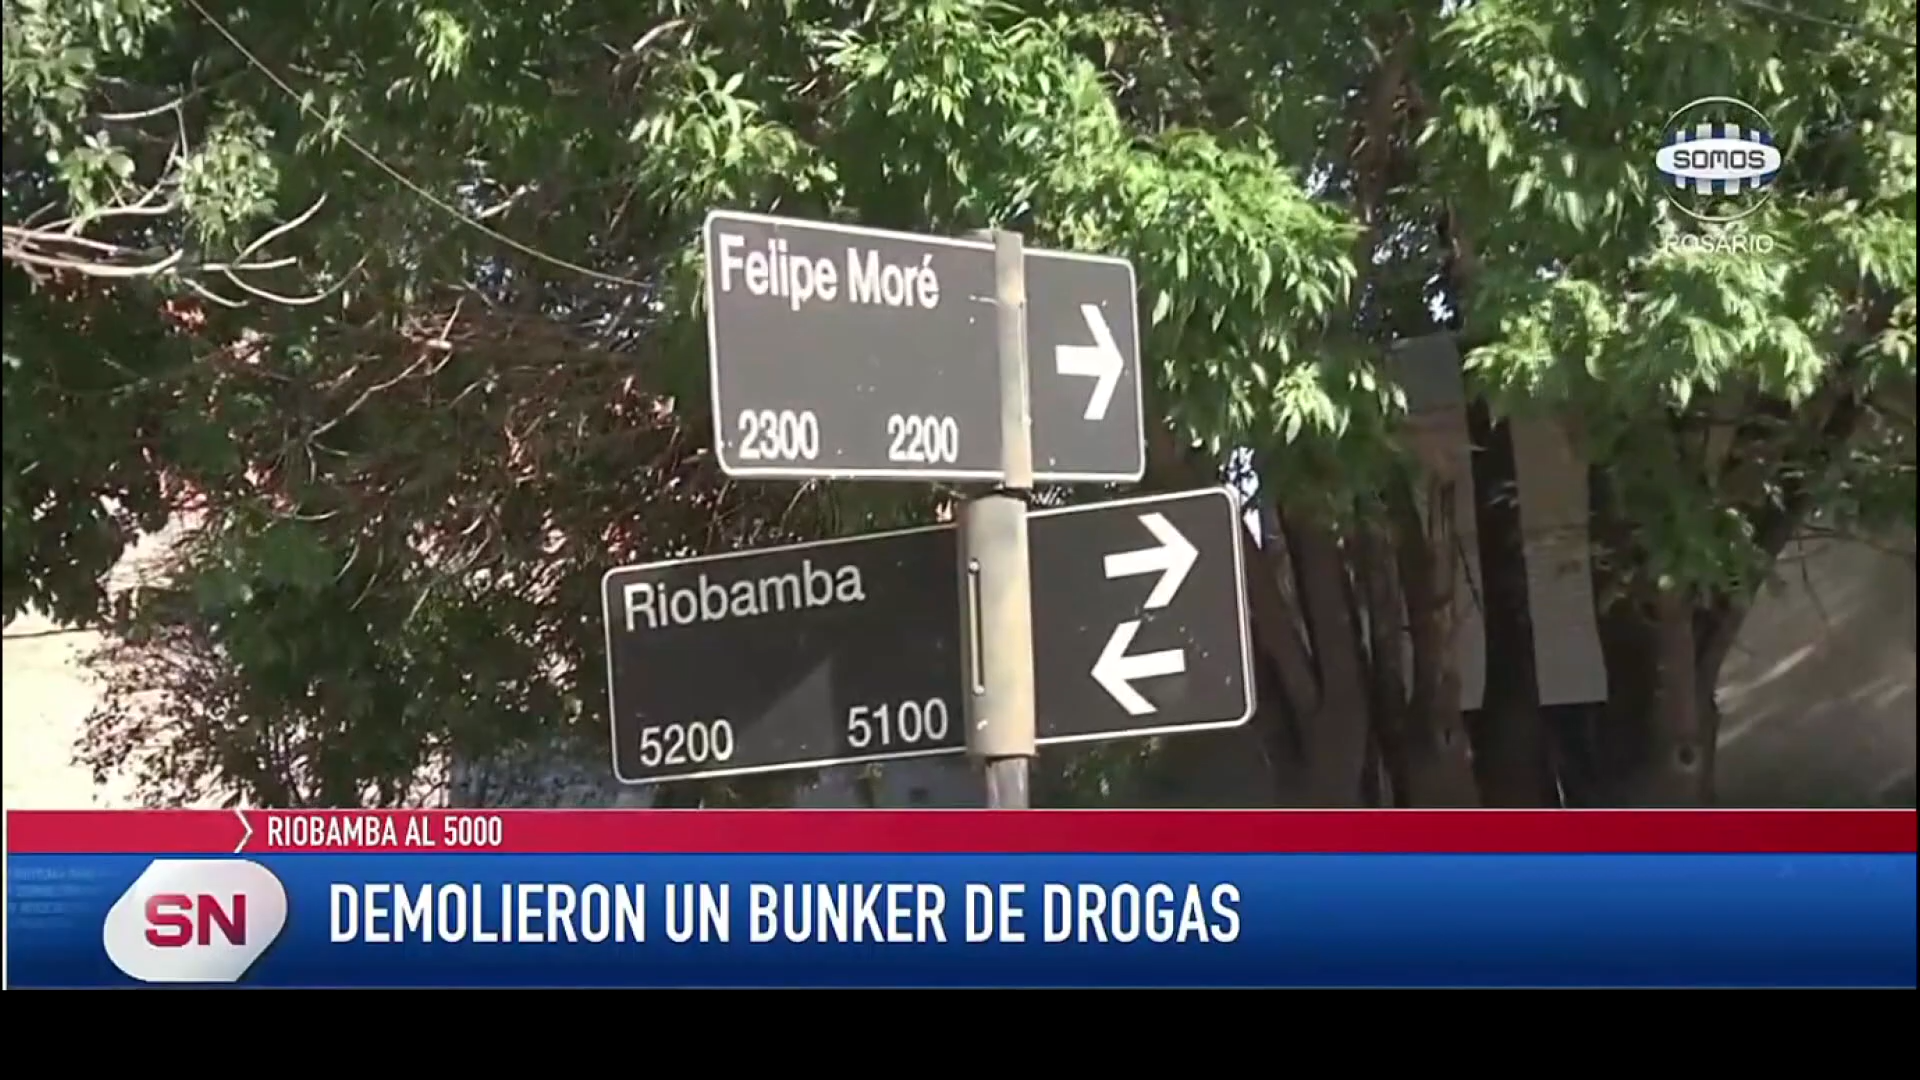 SOMOS
ROSARIO
Felipe Moré
2300 2200
Riobamba
5200 5100
RIOBAMBA AL 5000
SN
DEMOLIERON UN BUNKER DE DROGAS